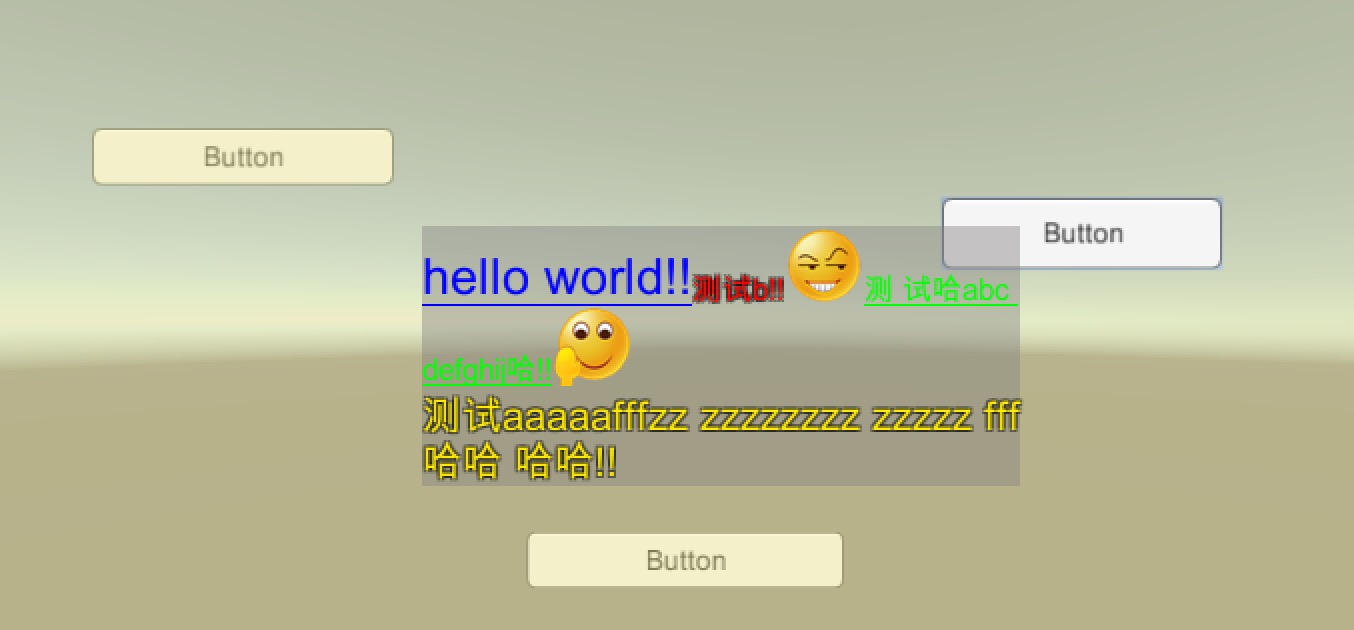 Button
Button
hello world!!测试b!! 测 试哈abc
defghij哈!!
测试aaaaafffzz zzzzzzzz zzzzz fff
哈哈 哈哈!!
Button